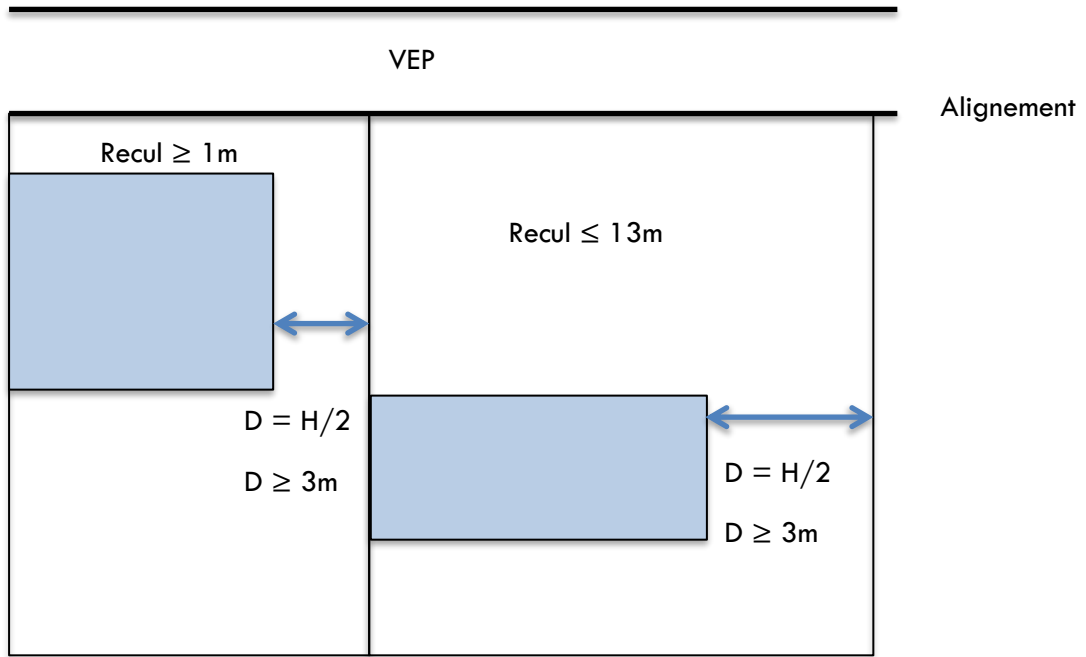 VEP
Alignement
Recul ≥ 1m
Recul ≤ 13m
D = H/2
D ≥ 3m
D = H/2
D ≥ 3m